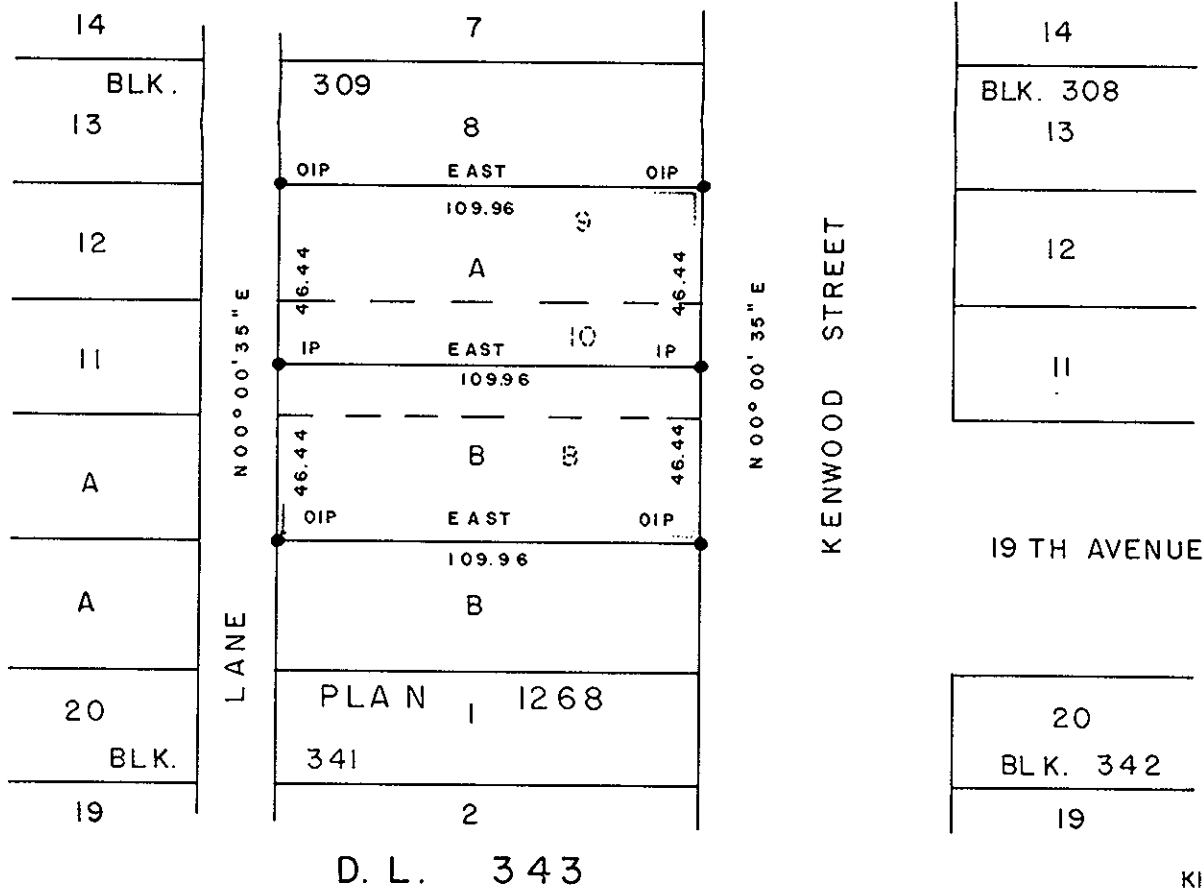 14 7 14
BLK. 309 BLK. 308
13 8 13
OIP EAST OIP
109.96
9
12 A 12
46.44 46.44
N 00° 00' 35" E N 00° 00' 35" E
KENWOOD STREET
10
11 IP EAST IP 11
109.96
A B B
46.44 46.44
OIP EAST OIP
109.96
19 TH AVENUE
A B
LANE
PLAN 1268
20 1 20
BLK. 341 BLK. 342
19 2 19
D. L. 343
KI